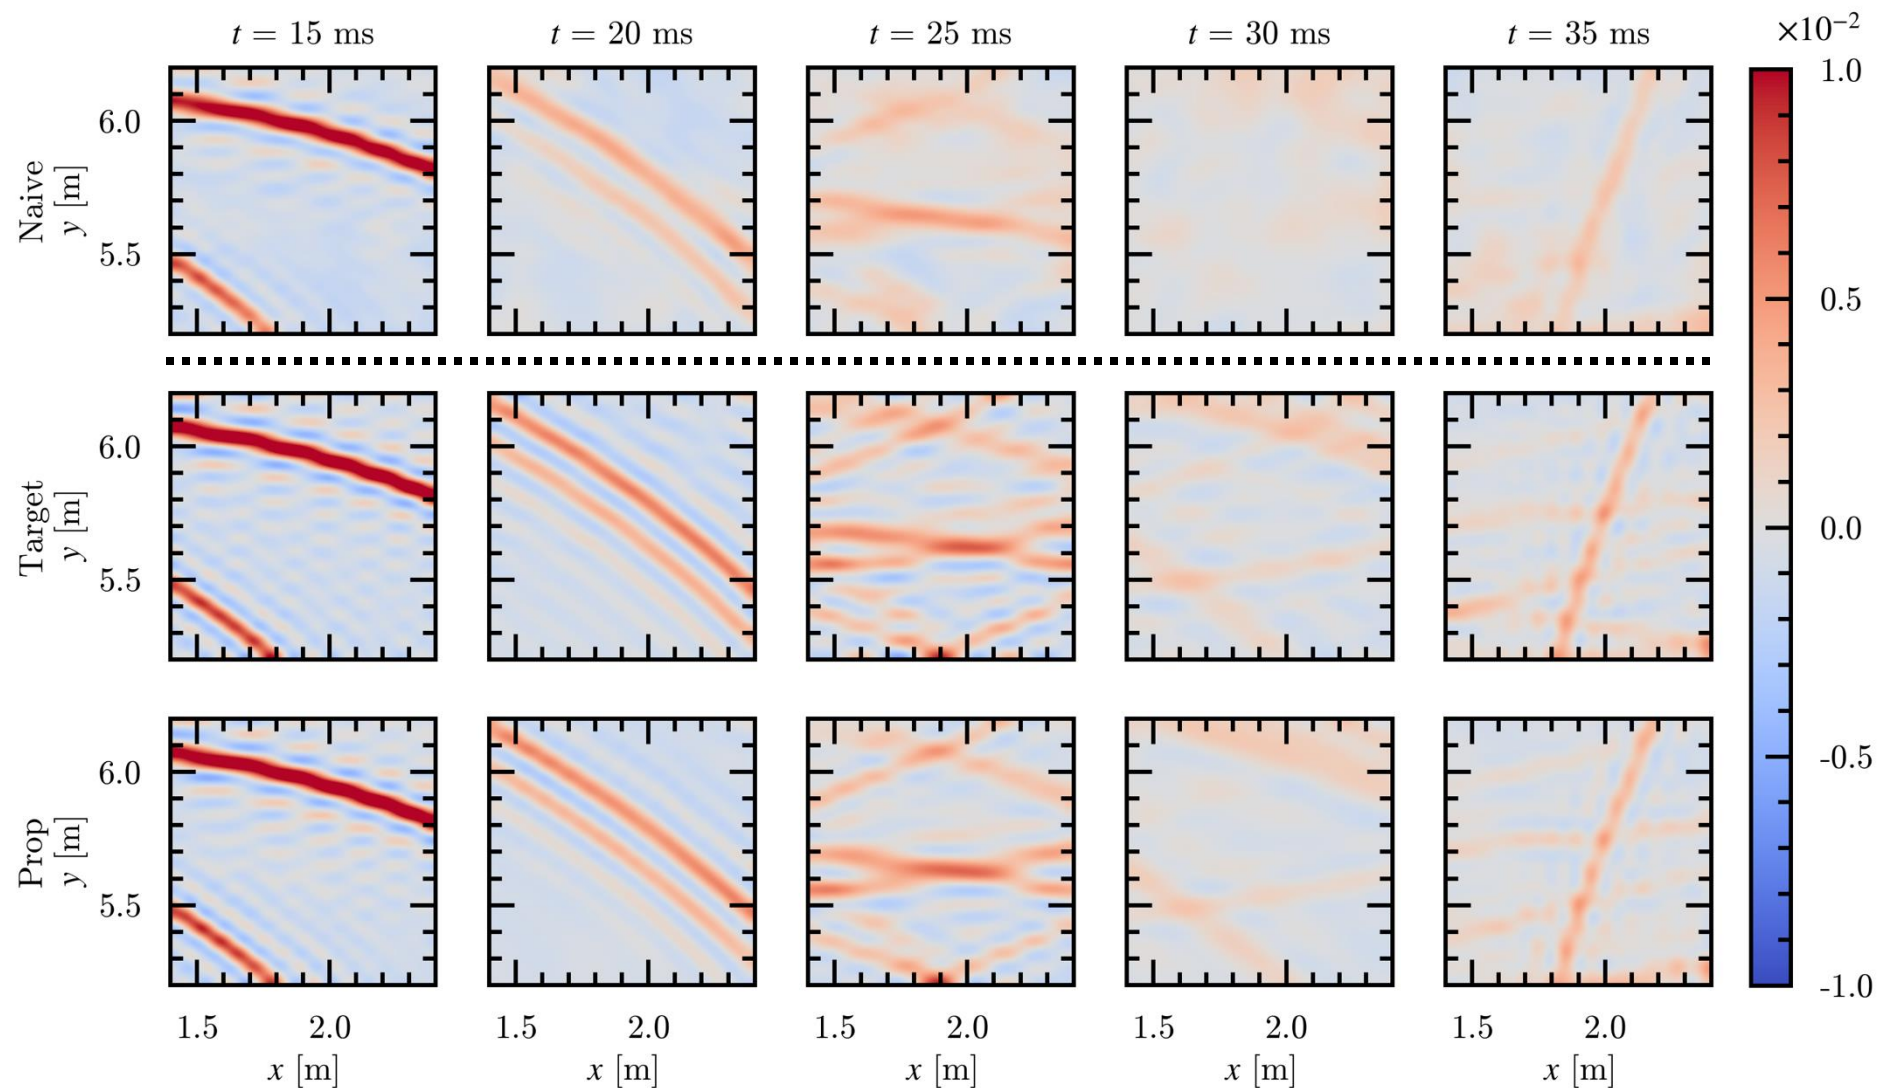 t = 15 ms
t = 20 ms
t = 25 ms
t = 30 ms
t = 35 ms
×10⁻²
Naive
y [m]
6.0
5.5
Target
y [m]
6.0
5.5
Prop
y [m]
6.0
5.5
1.5 2.0
x [m]
1.5 2.0
x [m]
1.5 2.0
x [m]
1.5 2.0
x [m]
1.5 2.0
x [m]
1.0
0.5
0.0
-0.5
-1.0